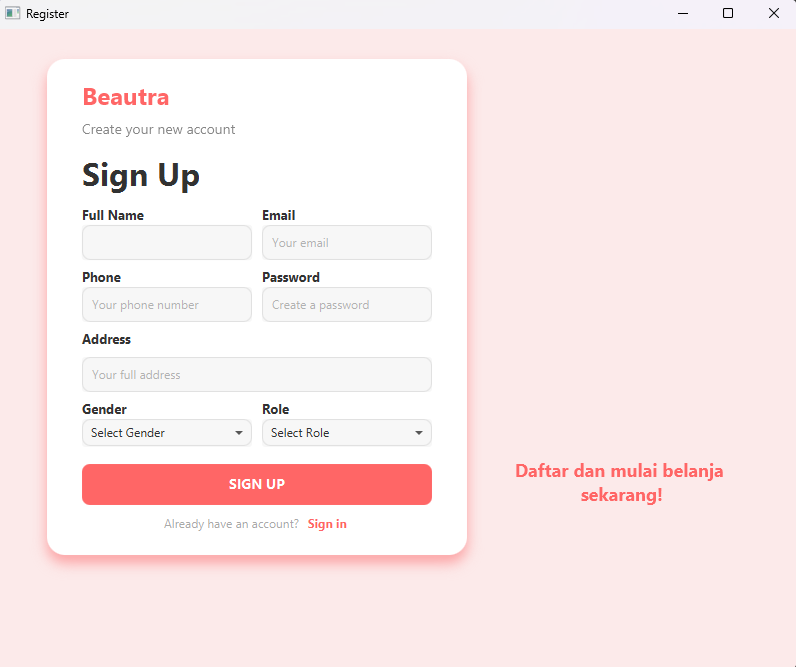 Register
Beautra
Create your new account
Sign Up
Full Name Email
Your email
Phone Password
Your phone number Create a password
Address
Your full address
Gender Role
Select Gender Select Role
SIGN UP
Already have an account? Sign in
Daftar dan mulai belanja
sekarang!